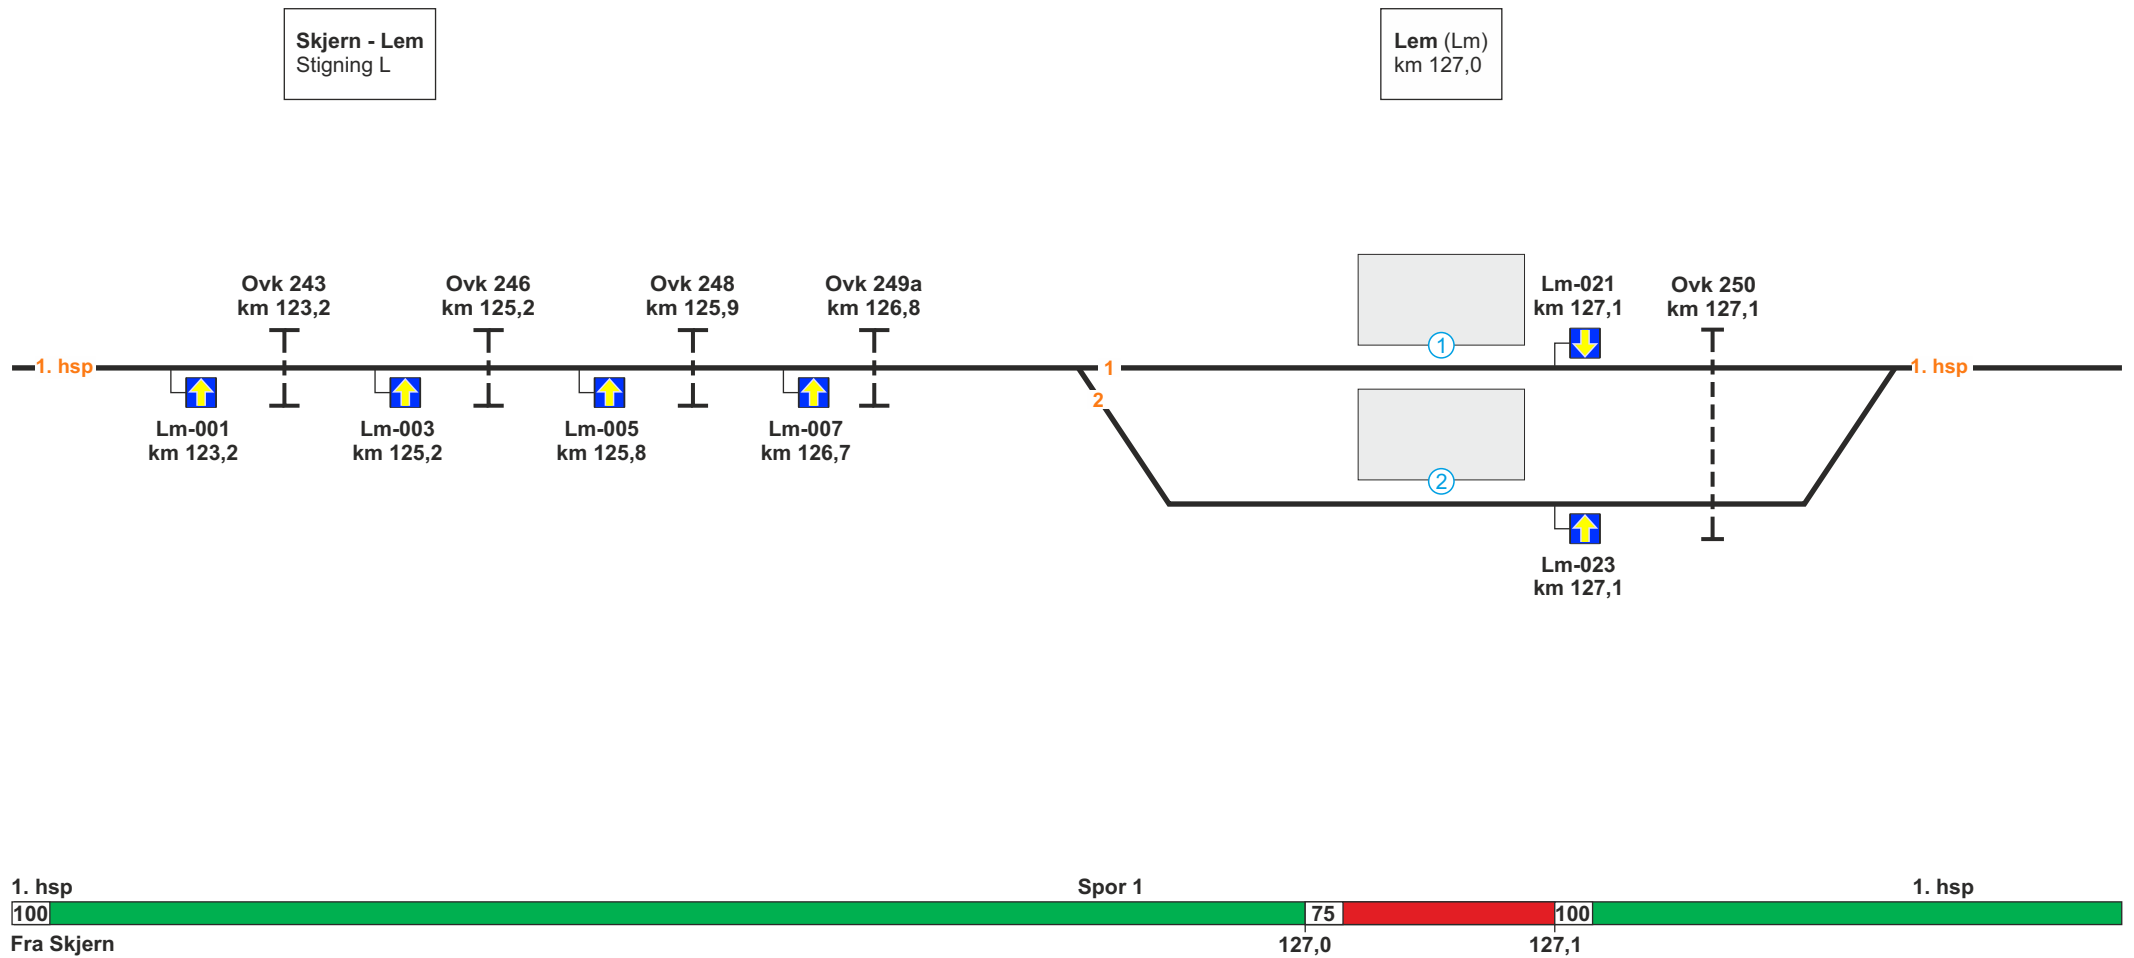 Skjern - Lem
Stigning L
Lem (Lm)
km 127,0
Ovk 243
km 123,2
Ovk 246
km 125,2
Ovk 248
km 125,9
Ovk 249a
km 126,8
Lm-021
km 127,1
Ovk 250
km 127,1
1
1. hsp
1
1. hsp
2
Lm-001
km 123,2
Lm-003
km 125,2
Lm-005
km 125,8
Lm-007
km 126,7
2
Lm-023
km 127,1
1. hsp
Spor 1
1. hsp
100
75
100
Fra Skjern
127,0
127,1